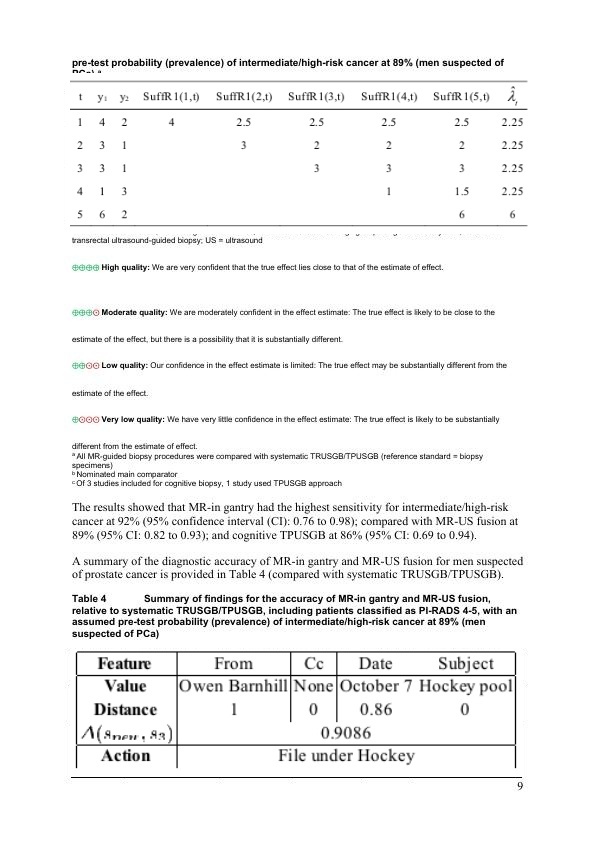 pre-test probability (prevalence) of intermediate/high-risk cancer at 89% (men suspected of
t y₁ y₂ SuffR1(1,t) SuffR1(2,t) SuffR1(3,t) SuffR1(4,t) SuffR1(5,t) λ̂ₜ
1 4 2 4 2.5 2.5 2.5 2.5 2.25
2 3 1 3 2 2 2 2.25
3 3 1 3 3 3 2.25
4 1 3 1 1.5 2.25
5 6 2 6 6
transrectal ultrasound-guided biopsy; US = ultrasound
⊕⊕⊕⊕ High quality: We are very confident that the true effect lies close to that of the estimate of effect.
⊕⊕⊕⊙ Moderate quality: We are moderately confident in the effect estimate: The true effect is likely to be close to the
estimate of the effect, but there is a possibility that it is substantially different.
⊕⊕⊙⊙ Low quality: Our confidence in the effect estimate is limited: The true effect may be substantially different from the
estimate of the effect.
⊕⊙⊙⊙ Very low quality: We have very little confidence in the effect estimate: The true effect is likely to be substantially
different from the estimate of effect.
ᵃ All MR-guided biopsy procedures were compared with systematic TRUSGB/TPUSGB (reference standard = biopsy
specimens)
ᵇ Nominated main comparator
ᶜ Of 3 studies included for cognitive biopsy, 1 study used TPUSGB approach
The results showed that MR-in gantry had the highest sensitivity for intermediate/high-risk
cancer at 92% (95% confidence interval (CI): 0.76 to 0.98); compared with MR-US fusion at
89% (95% CI: 0.82 to 0.93); and cognitive TPUSGB at 86% (95% CI: 0.69 to 0.94).
A summary of the diagnostic accuracy of MR-in gantry and MR-US fusion for men suspected
of prostate cancer is provided in Table 4 (compared with systematic TRUSGB/TPUSGB).
Table 4 Summary of findings for the accuracy of MR-in gantry and MR-US fusion,
relative to systematic TRUSGB/TPUSGB, including patients classified as PI-RADS 4-5, with an
assumed pre-test probability (prevalence) of intermediate/high-risk cancer at 89% (men
suspected of PCa)
Feature From Cc Date Subject
Value Owen Barnhill None October 7 Hockey pool
Distance 1 0 0.86 0
0.9086
Action File under Hockey
9